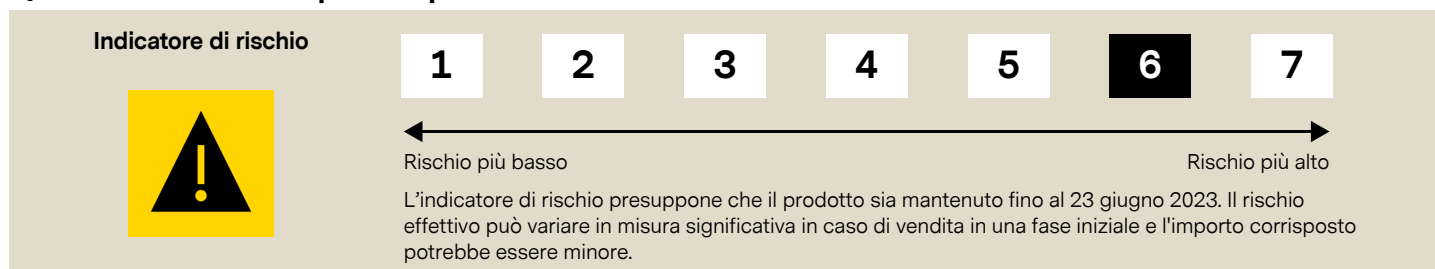 Indicatore di rischio
1 2 3 4 5 6 7
Rischio più basso Rischio più alto
L'indicatore di rischio presuppone che il prodotto sia mantenuto fino al 23 giugno 2023. Il rischio
effettivo può variare in misura significativa in caso di vendita in una fase iniziale e l'importo corrisposto
potrebbe essere minore.